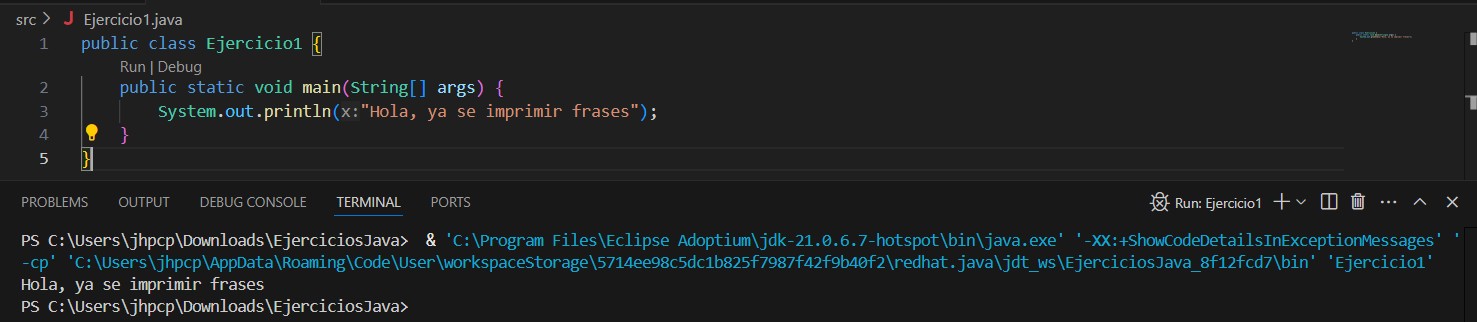 src > J Ejercicio1.java
1 public class Ejercicio1 {
Run | Debug
2 public static void main(String[] args) {
3 System.out.println(x:"Hola, ya se imprimir frases");
4 }
5 }
PROBLEMS OUTPUT DEBUG CONSOLE TERMINAL PORTS Run: Ejercicio1
PS C:\Users\jhpcp\Downloads\EjerciciosJava>  & 'C:\Program Files\Eclipse Adoptium\jdk-21.0.6.7-hotspot\bin\java.exe' '-XX:+ShowCodeDetailsInExceptionMessages' '
-cp' 'C:\Users\jhpcp\AppData\Roaming\Code\User\workspaceStorage\5714ee98c5dc1b825f7987f42f9b40f2\redhat.java\jdt_ws\EjerciciosJava_8f12fcd7\bin' 'Ejercicio1'
Hola, ya se imprimir frases
PS C:\Users\jhpcp\Downloads\EjerciciosJava>